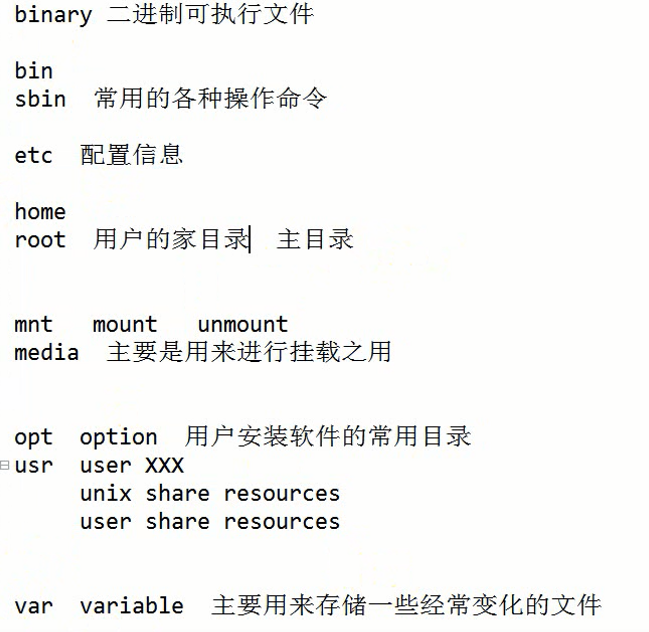 binary 二进制可执行文件
bin
sbin 常用的各种操作命令
etc 配置信息
home
root 用户的家目录 主目录
mnt mount unmount
media 主要是用来进行挂载之用
opt option 用户安装软件的常用目录
usr user XXX
unix share resources
user share resources
var variable 主要用来存储一些经常变化的文件